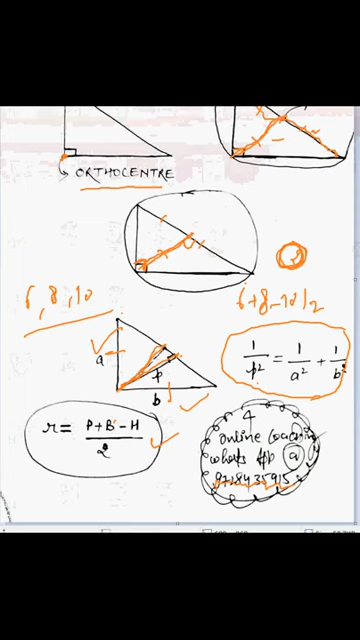 ↳ ORTHOCENTRE
6, 8, 10
6+8-10/2
a
p
b
1/p² = 1/a² + 1/b²
r = P+B-H / 2
4
online coaching
whats app @
9728435915